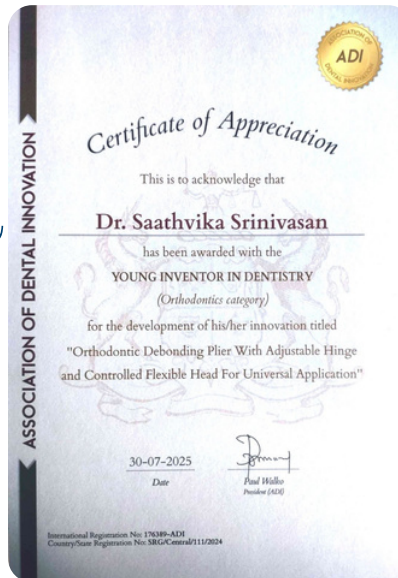 ASSOCIATION OF
ADI
ASSOCIATION OF DENTAL INNOVATION
Certificate of Appreciation
This is to acknowledge that
Dr. Saathvika Srinivasan
has been awarded with the
YOUNG INVENTOR IN DENTISTRY
(Orthodontics category)
for the development of his/her innovation titled
"Orthodontic Debonding Plier With Adjustable Hinge
and Controlled Flexible Head For Universal Application"
30-07-2025
Date
Paul Walko
President (ADI)
International Registration No: 176389-ADI
Country/State Registration No: SRG/Central/111/2024